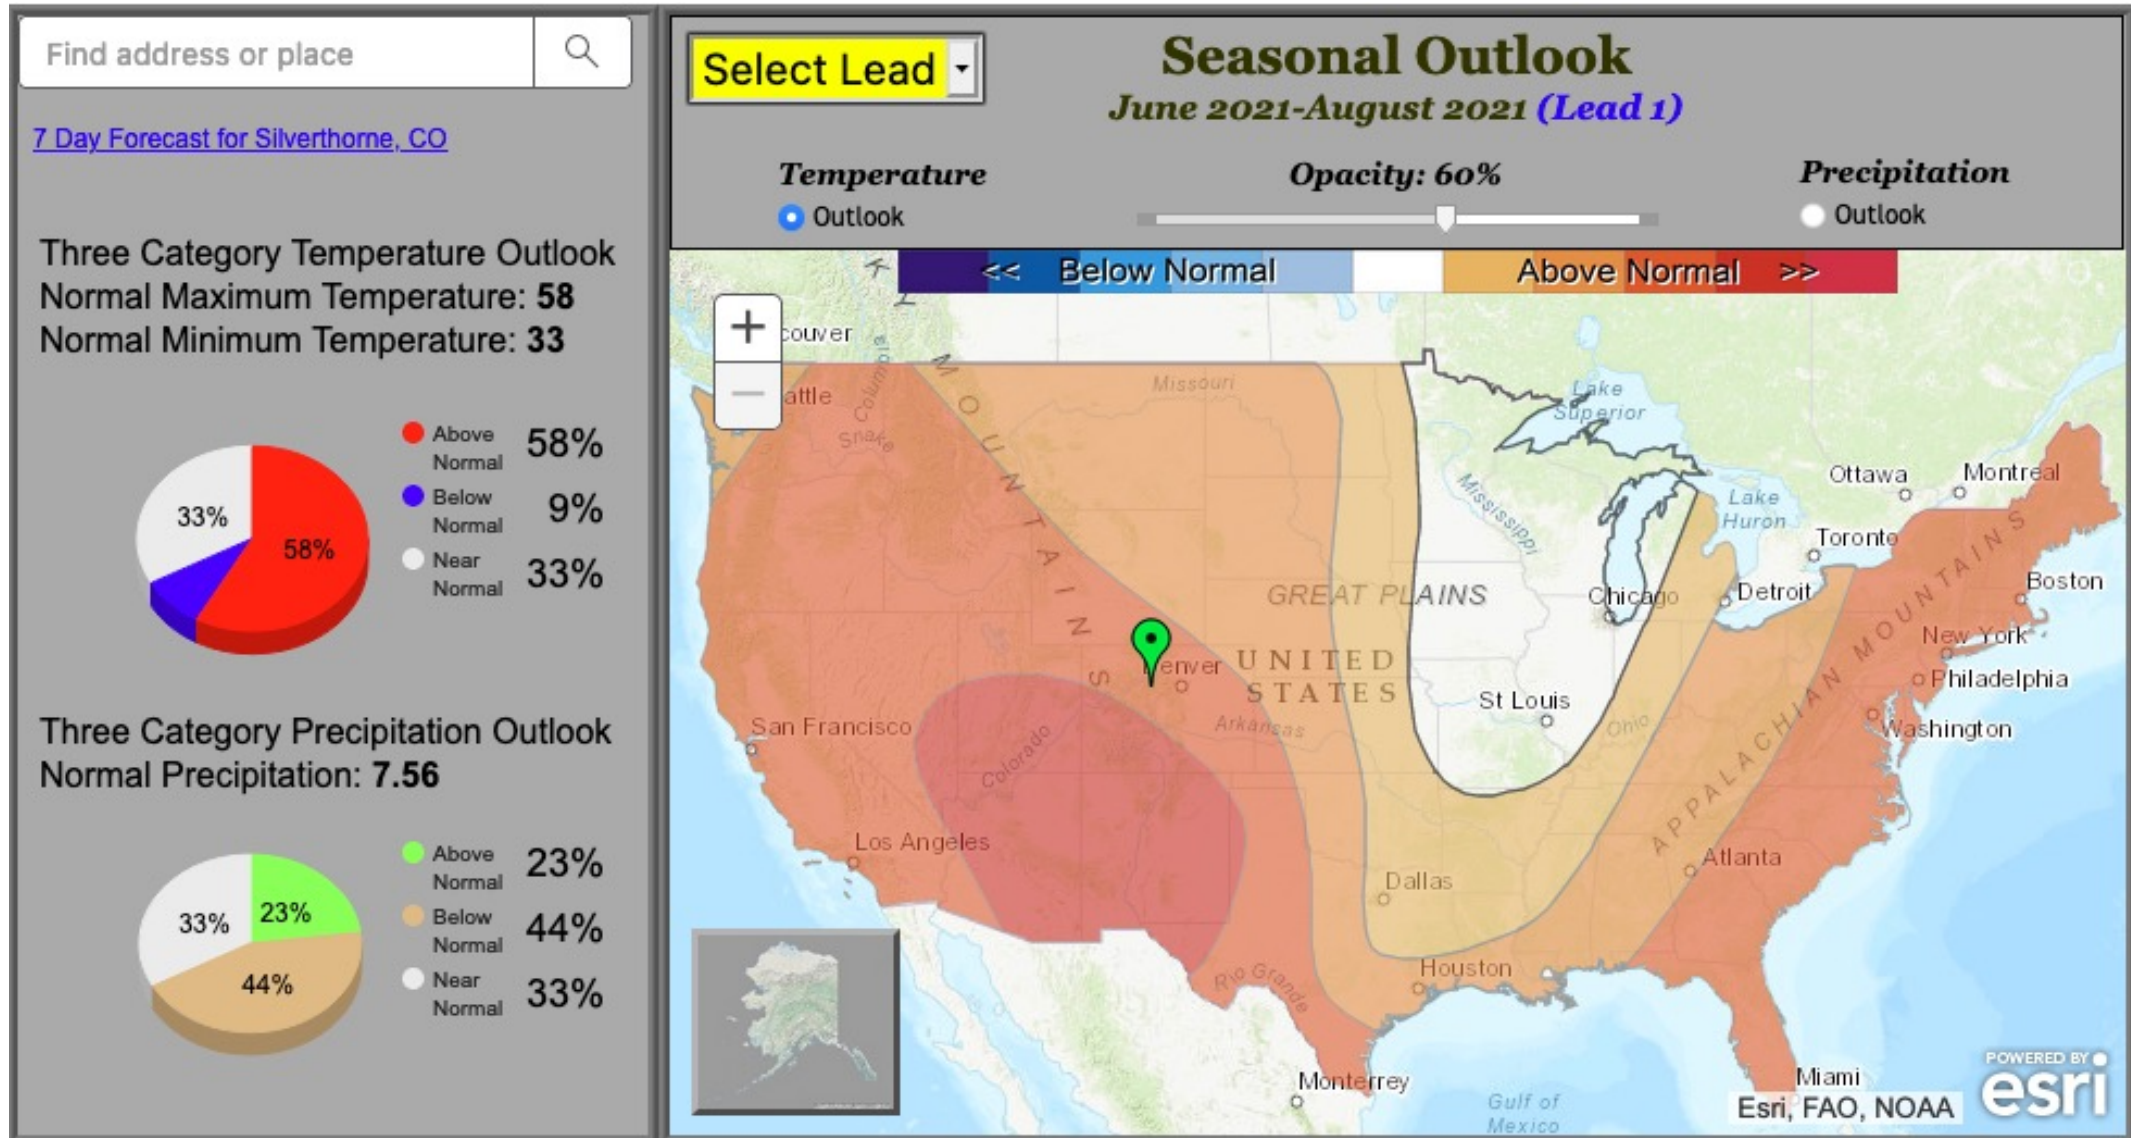 Find address or place
7 Day Forecast for Silverthorne, CO
Three Category Temperature Outlook
Normal Maximum Temperature: 58
Normal Minimum Temperature: 33
33%
58%
Above
Normal
58%
Below
Normal
9%
Near
Normal
33%
Three Category Precipitation Outlook
Normal Precipitation: 7.56
33%
23%
44%
Above
Normal
23%
Below
Normal
44%
Near
Normal
33%
Select Lead
Seasonal Outlook
June 2021-August 2021 (Lead 1)
Temperature
Outlook
Opacity: 60%
Precipitation
Outlook
<< Below Normal
Above Normal >>
+
−
couver
attle
Snake
Missouri
MOUNTAINS
Lake
Superior
Mississippi
Ottawa
Montreal
Lake
Huron
Toronto
GREAT PLAINS
Chicago
Detroit
Boston
New York
Philadelphia
Washington
APPALACHIAN MOUNTAINS
enver
UNITED
STATES
St Louis
Ohio
Arkansas
San Francisco
Colorado
Los Angeles
Dallas
Atlanta
Houston
Rio Grande
Monterrey
Gulf of
Mexico
Miami
Esri, FAO, NOAA
POWERED BY
esri